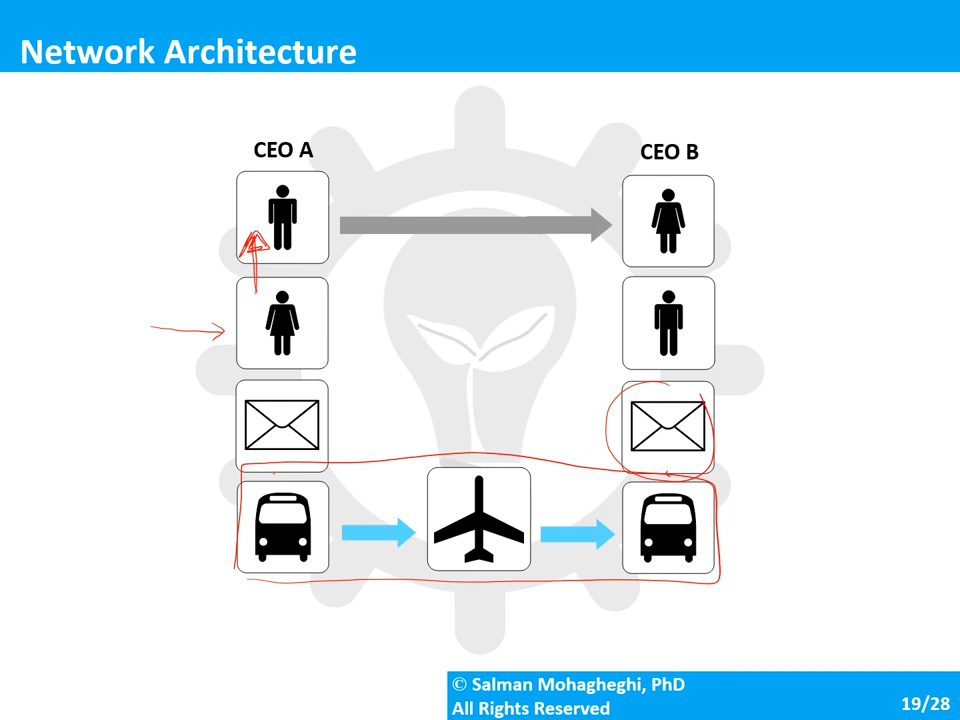 Network Architecture
CEO A
CEO B
© Salman Mohagheghi, PhD
All Rights Reserved
19/28